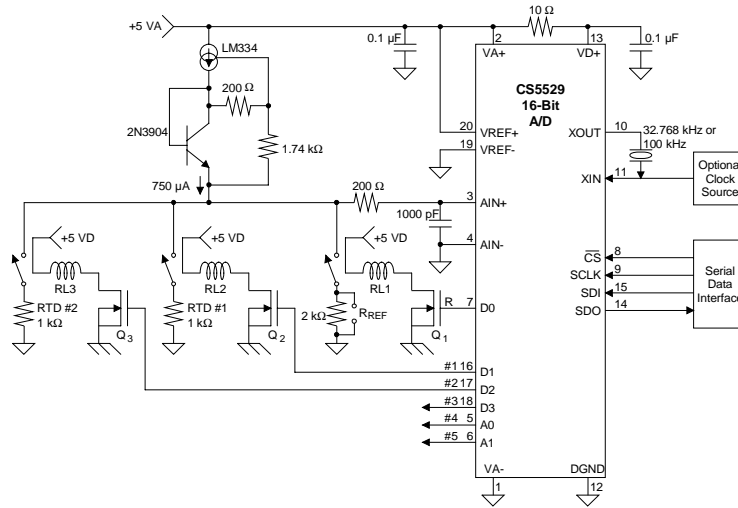 +5 VA
LM334
0.1 µF
10 Ω
0.1 µF
2
VA+
13
VD+
200 Ω
2N3904
1.74 kΩ
CS5529
16-Bit
A/D
20
VREF+
19
VREF-
XOUT
10
32.768 kHz or
100 kHz
XIN
11
Optional
Clock
Source
750 µA
200 Ω
1000 pF
3
AIN+
4
AIN-
CS
8
SCLK
9
SDI
15
SDO
14
Serial
Data
Interface
+5 VD
RL3
RTD #2
1 kΩ
Q3
+5 VD
RL2
RTD #1
1 kΩ
Q2
+5 VD
RL1
2 kΩ
RREF
Q1
R 7
D0
#1 16
D1
#2 17
D2
#3 18
D3
#4 5
A0
#5 6
A1
VA-
1
DGND
12